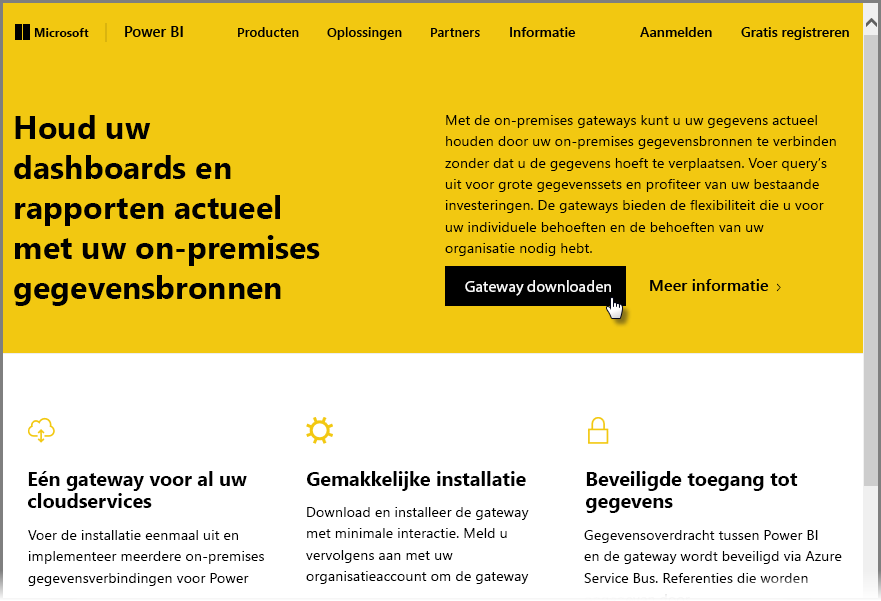 Microsoft Power BI Producten Oplossingen Partners Informatie Aanmelden Gratis registreren
Houd uw
dashboards en
rapporten actueel
met uw on-premises
gegevensbronnen
Met de on-premises gateways kunt u uw gegevens actueel
houden door uw on-premises gegevensbronnen te verbinden
zonder dat u de gegevens hoeft te verplaatsen. Voer query's
uit voor grote gegevenssets en profiteer van uw bestaande
investeringen. De gateways bieden de flexibiliteit die u voor
uw individuele behoeften en de behoeften van uw
organisatie nodig hebt.
Gateway downloaden Meer informatie >
Eén gateway voor al uw
cloudservices
Voer de installatie eenmaal uit en
implementeer meerdere on-premises
gegevensverbindingen voor Power
Gemakkelijke installatie
Download en installeer de gateway
met minimale interactie. Meld u
vervolgens aan met uw
organisatieaccount om de gateway
Beveiligde toegang tot
gegevens
Gegevensoverdracht tussen Power BI
en de gateway wordt beveiligd via Azure
Service Bus. Referenties die worden